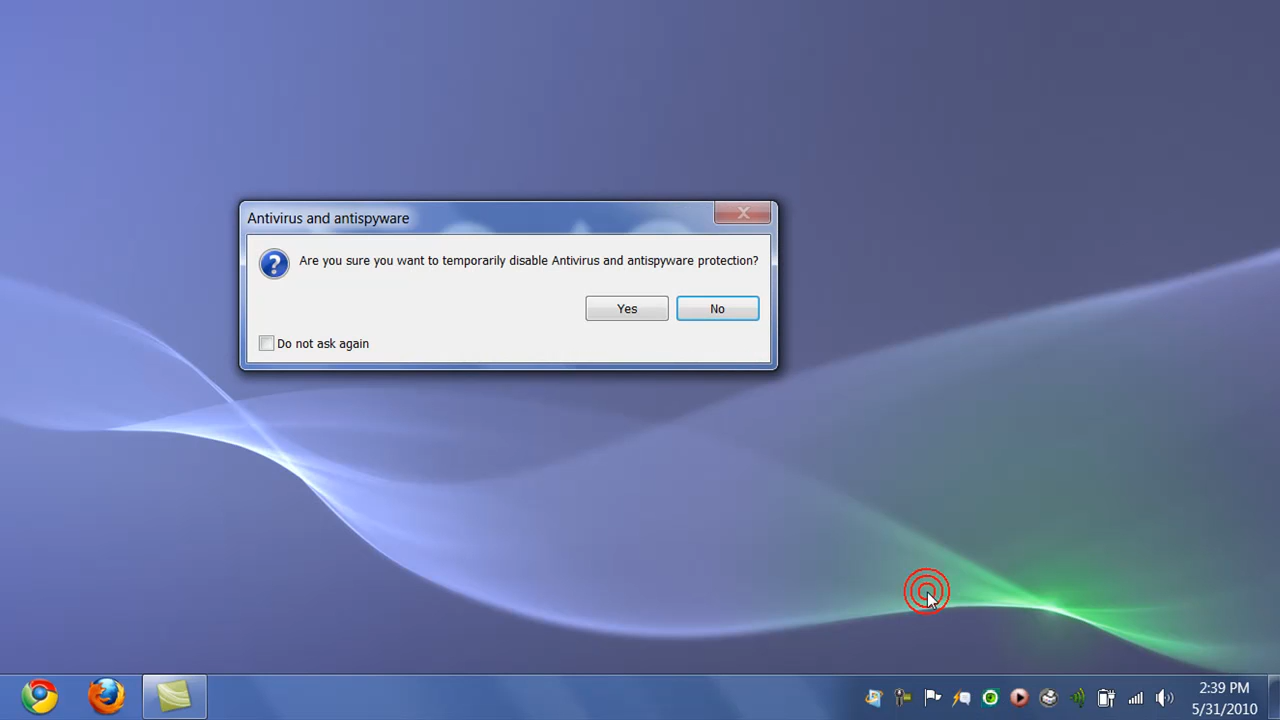 Antivirus and antispyware
Are you sure you want to temporarily disable Antivirus and antispyware protection?
Yes No
Do not ask again
2:39 PM
5/31/2010